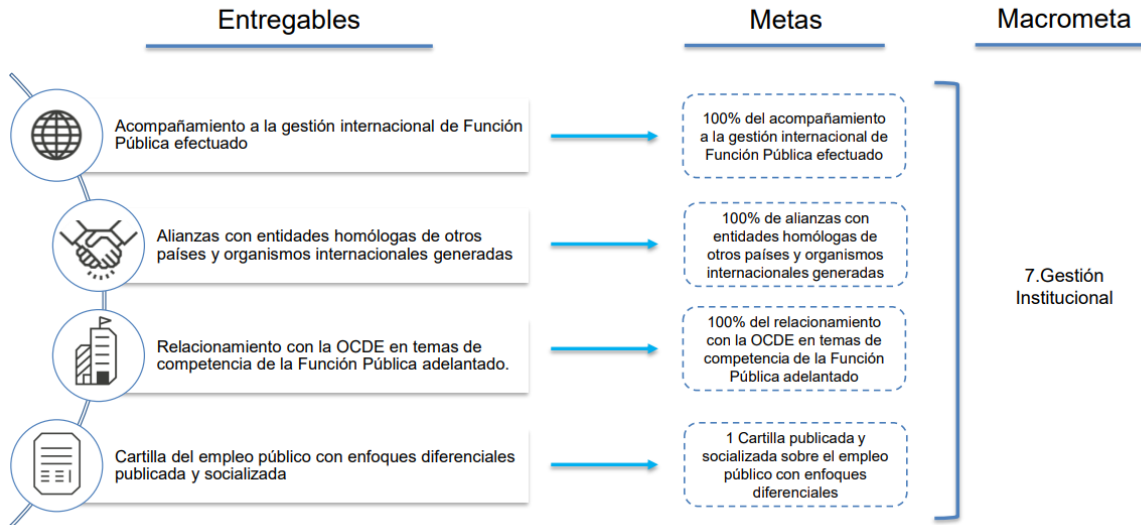 Entregables
Metas
Macrometa
Acompañamiento a la gestión internacional de Función
Pública efectuado
100% del acompañamiento
a la gestión internacional de
Función Pública efectuado
Alianzas con entidades homólogas de otros
países y organismos internacionales generadas
100% de alianzas con
entidades homólogas de
otros países y organismos
internacionales generadas
Relacionamiento con la OCDE en temas de
competencia de la Función Pública adelantado.
100% del relacionamiento
con la OCDE en temas de
competencia de la Función
Pública adelantado
Cartilla del empleo público con enfoques diferenciales
publicada y socializada
1 Cartilla publicada y
socializada sobre el empleo
público con enfoques
diferenciales
7.Gestión
Institucional